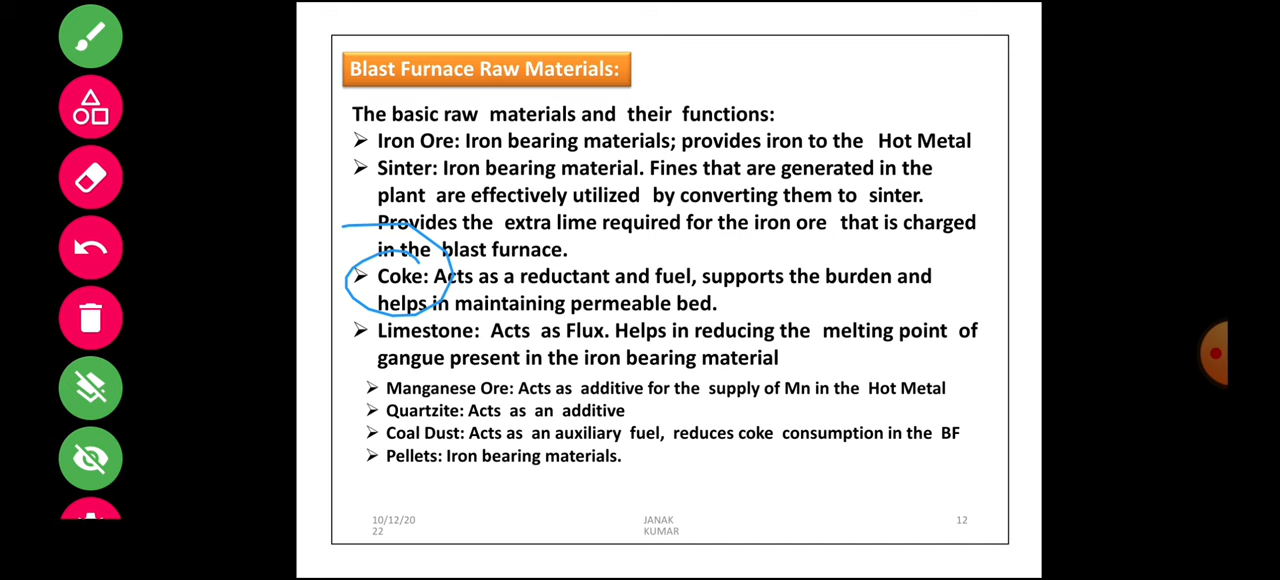 Blast Furnace Raw Materials:
The basic raw materials and their functions:
➢ Iron Ore: Iron bearing materials; provides iron to the Hot Metal
➢ Sinter: Iron bearing material. Fines that are generated in the
plant are effectively utilized by converting them to sinter.
Provides the extra lime required for the iron ore that is charged
in the blast furnace.
➢ Coke: Acts as a reductant and fuel, supports the burden and
helps in maintaining permeable bed.
➢ Limestone: Acts as Flux. Helps in reducing the melting point of
gangue present in the iron bearing material
➢ Manganese Ore: Acts as additive for the supply of Mn in the Hot Metal
➢ Quartzite: Acts as an additive
➢ Coal Dust: Acts as an auxiliary fuel, reduces coke consumption in the BF
➢ Pellets: Iron bearing materials.
10/12/20
22
JANAK
KUMAR
12